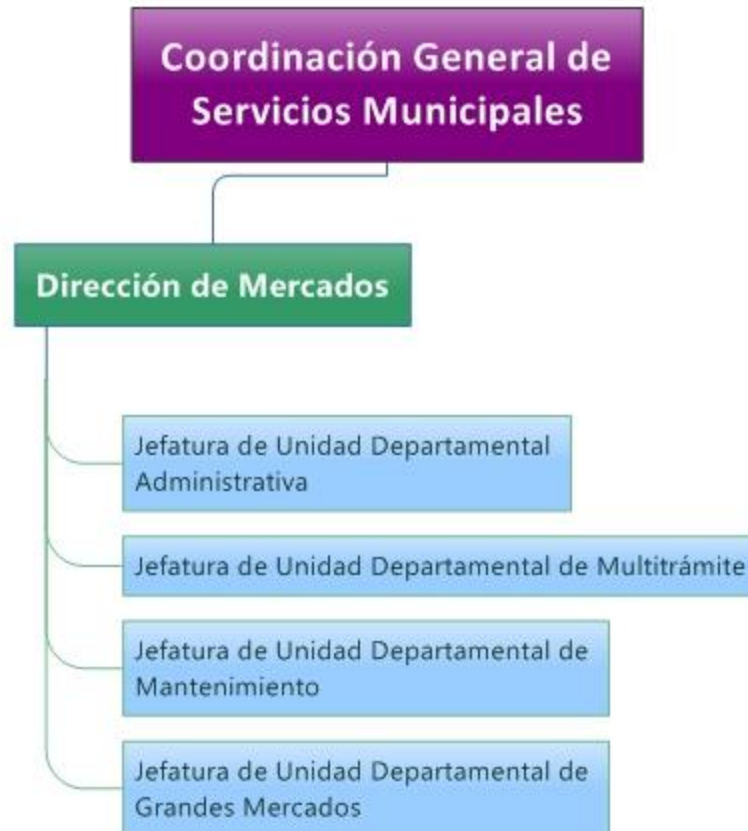 Coordinación General de
Servicios Municipales
Dirección de Mercados
Jefatura de Unidad Departamental
Administrativa
Jefatura de Unidad Departamental de Multitrámite
Jefatura de Unidad Departamental de
Mantenimiento
Jefatura de Unidad Departamental de
Grandes Mercados